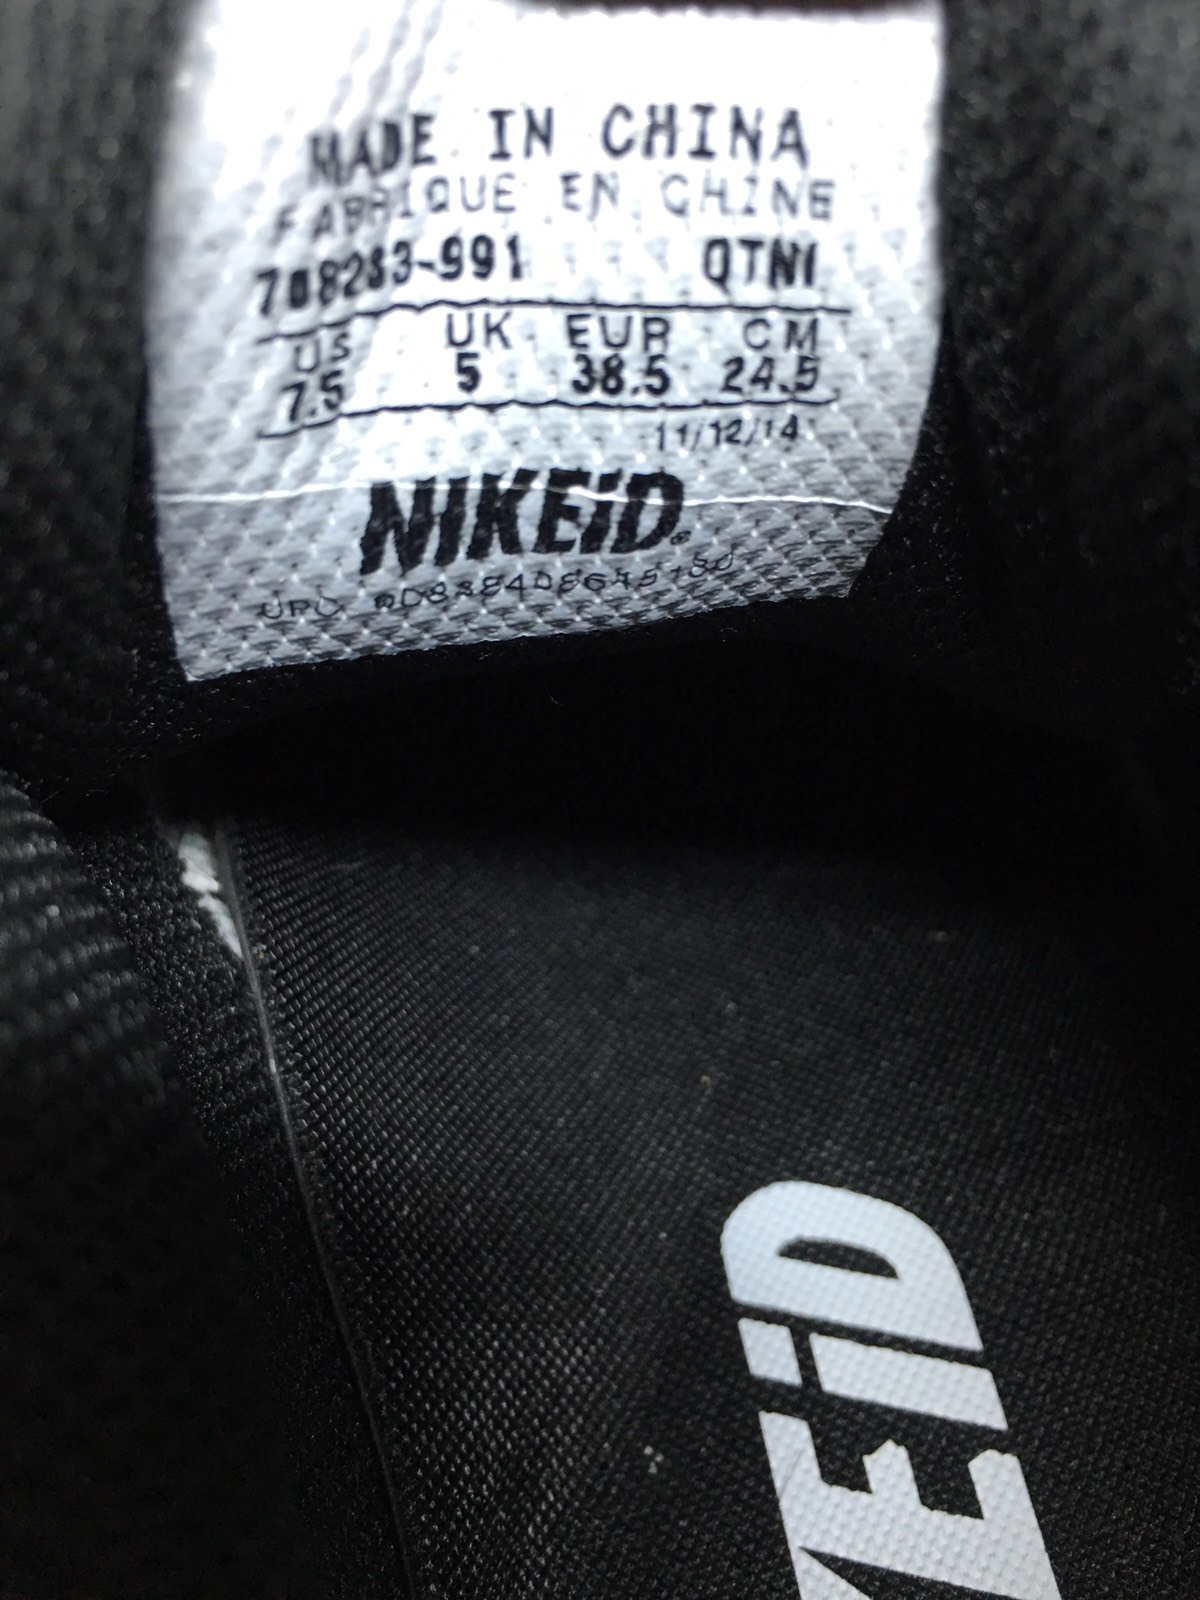 MADE IN CHINA
FABRIQUE EN CHINE
708283-991 QTNI
US UK EUR CM
7.5 5 38.5 24.5
11/12/14
NIKEiD®
UPC
EiD